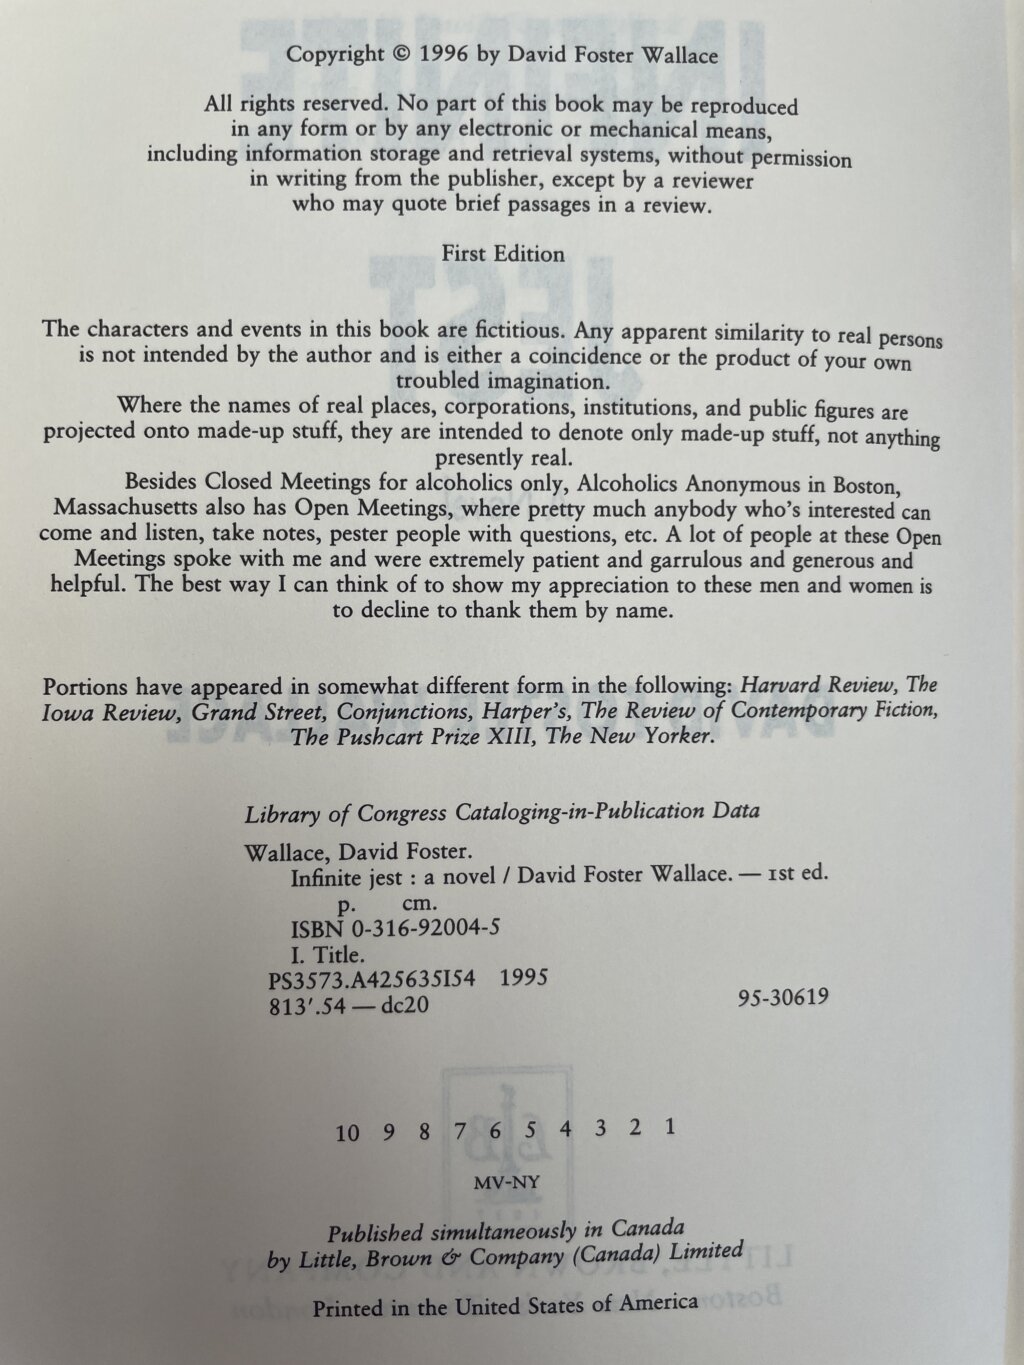 Copyright © 1996 by David Foster Wallace
All rights reserved. No part of this book may be reproduced
in any form or by any electronic or mechanical means,
including information storage and retrieval systems, without permission
in writing from the publisher, except by a reviewer
who may quote brief passages in a review.
First Edition
The characters and events in this book are fictitious. Any apparent similarity to real persons
is not intended by the author and is either a coincidence or the product of your own
troubled imagination.
Where the names of real places, corporations, institutions, and public figures are
projected onto made-up stuff, they are intended to denote only made-up stuff, not anything
presently real.
Besides Closed Meetings for alcoholics only, Alcoholics Anonymous in Boston,
Massachusetts also has Open Meetings, where pretty much anybody who's interested can
come and listen, take notes, pester people with questions, etc. A lot of people at these Open
Meetings spoke with me and were extremely patient and garrulous and generous and
helpful. The best way I can think of to show my appreciation to these men and women is
to decline to thank them by name.
Portions have appeared in somewhat different form in the following: Harvard Review, The
Iowa Review, Grand Street, Conjunctions, Harper's, The Review of Contemporary Fiction,
The Pushcart Prize XIII, The New Yorker.
Library of Congress Cataloging-in-Publication Data
Wallace, David Foster.
Infinite jest : a novel / David Foster Wallace. — 1st ed.
p. cm.
ISBN 0-316-92004-5
I. Title.
PS3573.A425635I54 1995
813'.54 — dc20 95-30619
10 9 8 7 6 5 4 3 2 1
MV-NY
Published simultaneously in Canada
by Little, Brown & Company (Canada) Limited
Printed in the United States of America